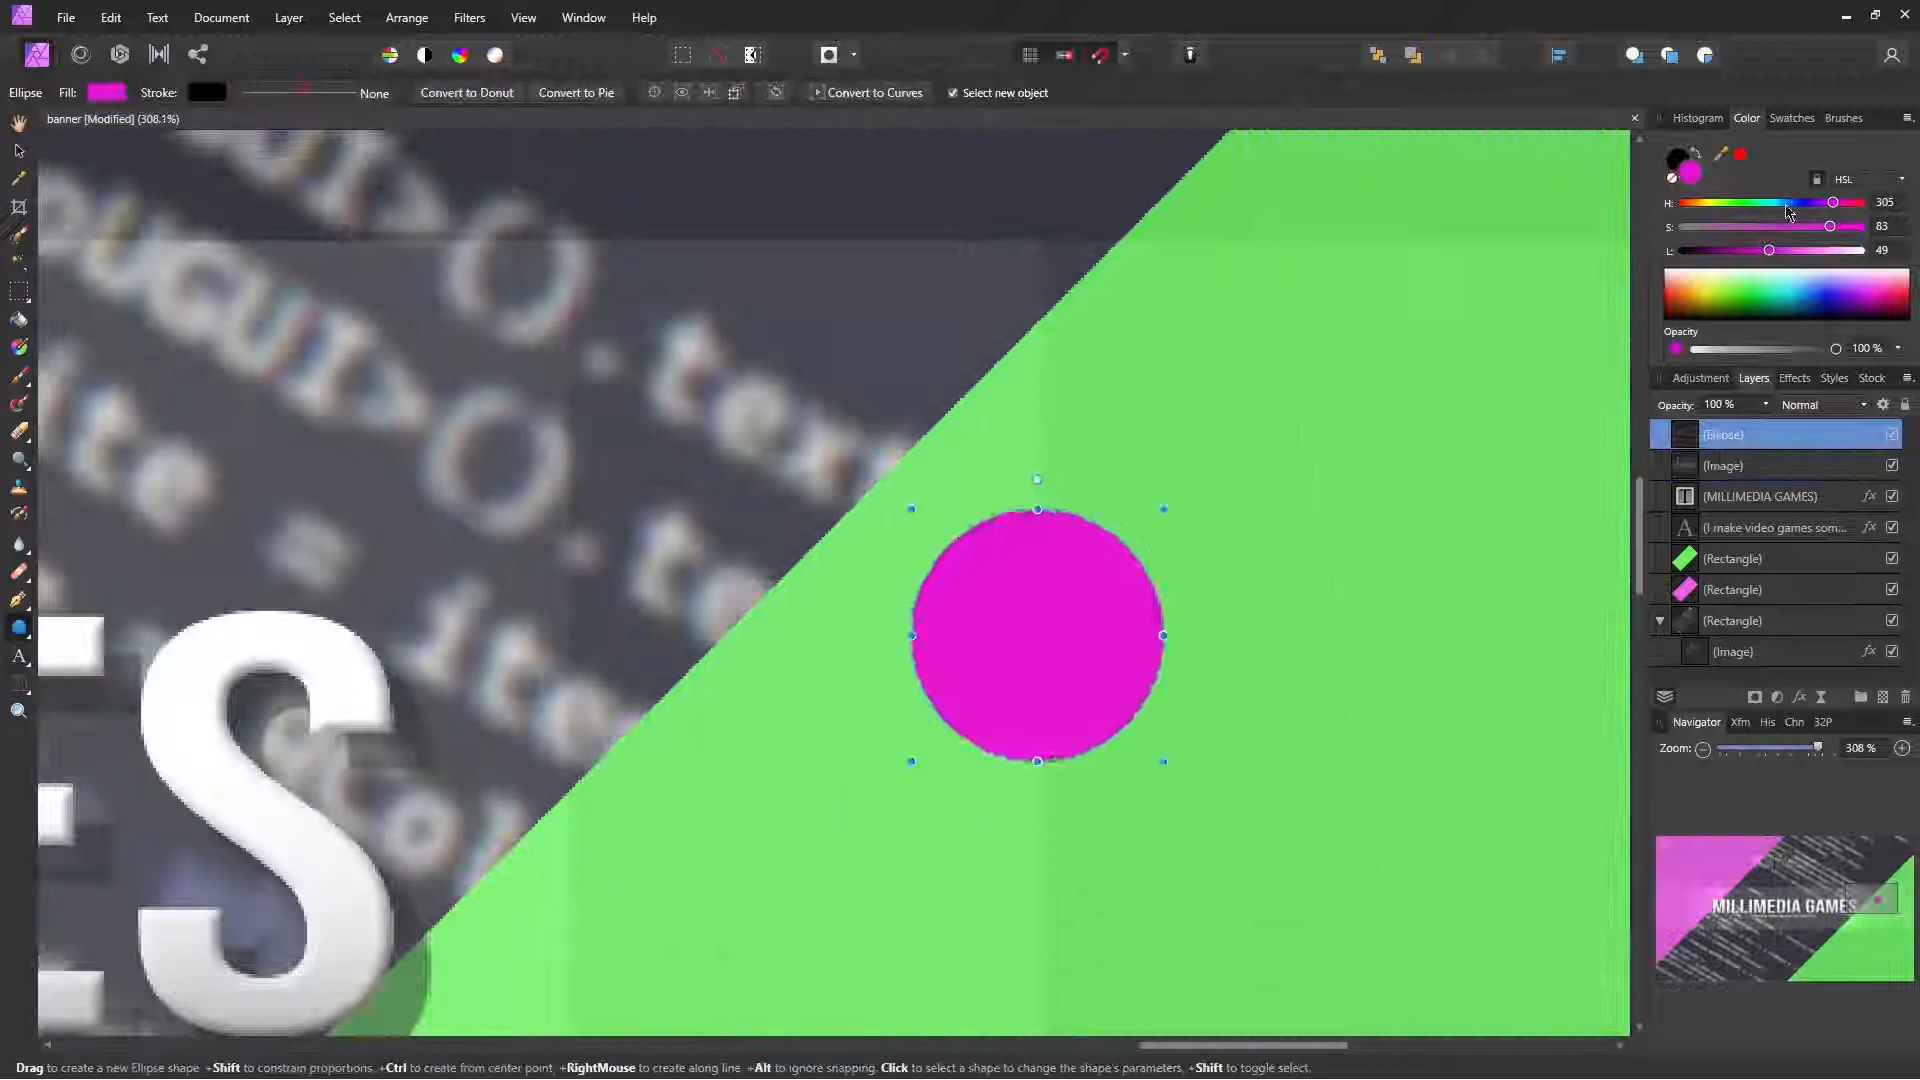 File Edit Text Document Layer Select Arrange Filters View Window Help
Ellipse Fill: Stroke: None Convert to Donut Convert to Pie Convert to Curves Select new object
banner [Modified] (308.1%)
Histogram Color Swatches Brushes
HSL
H: 305
S: 83
L: 49
Opacity
100 %
Adjustment Layers Effects Styles Stock
Opacity: 100 % Normal
(Ellipse)
(Image)
(MILLIMEDIA GAMES) fx
A (I make video games som... fx
(Rectangle)
(Rectangle)
(Rectangle)
(Image) fx
fx
Navigator Xfm His Chn 32P
Zoom: 308 %
MILLIMEDIA GAMES
S
Drag to create a new Ellipse shape. +Shift to constrain proportions. +Ctrl to create from center point. +RightMouse to create along line. +Alt to ignore snapping. Click to select a shape to change the shape's parameters. +Shift to toggle select.